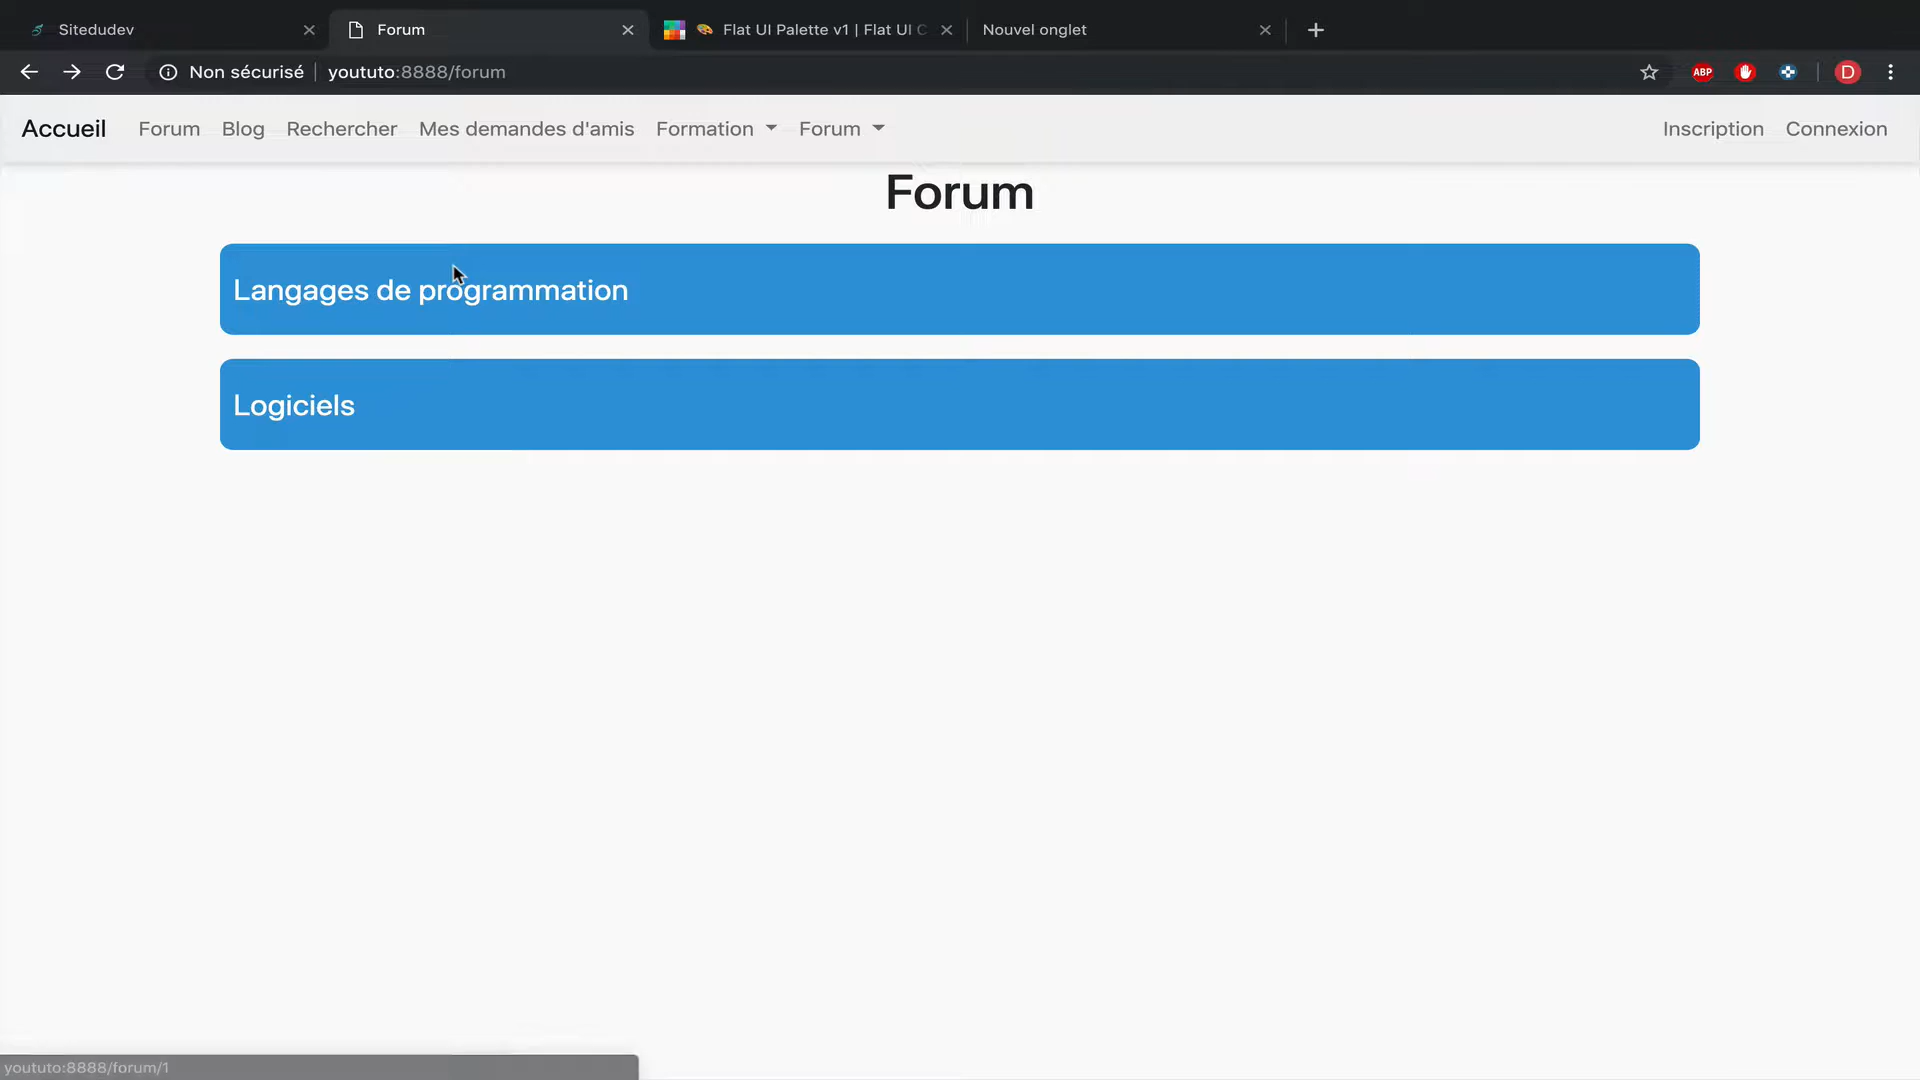 Sitedudev
Forum
Flat UI Palette v1 | Flat UI C
Nouvel onglet
Non sécurisé
yoututo:8888/forum
ABP
D
Accueil
Forum
Blog
Rechercher
Mes demandes d'amis
Formation
Forum
Inscription
Connexion
Forum
Langages de programmation
Logiciels
yoututo:8888/forum/1